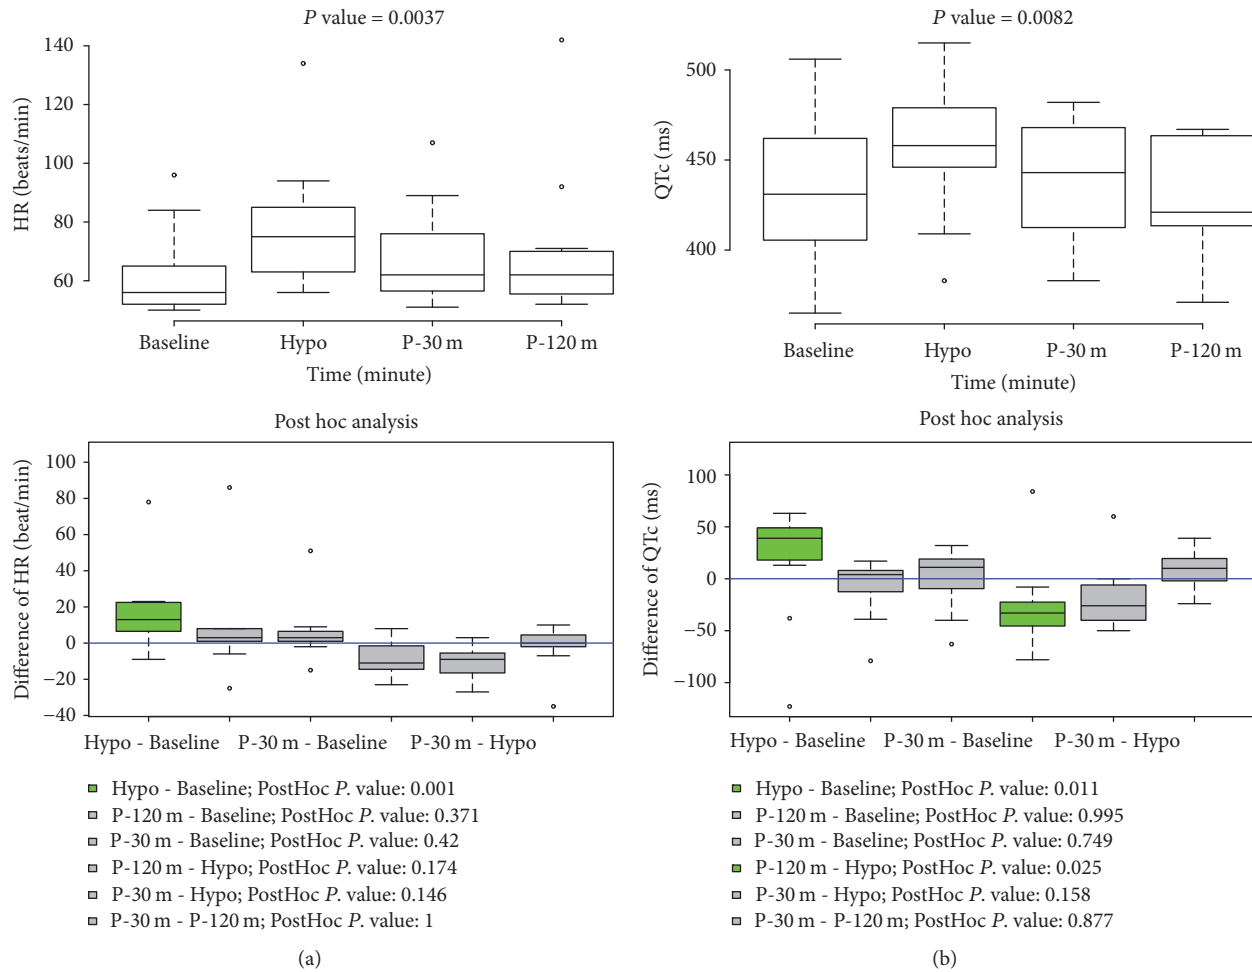 P value = 0.0037
HR (beats/min)
140
120
100
80
60
Baseline Hypo P-30 m P-120 m
Time (minute)
Post hoc analysis
Difference of HR (beat/min)
100
80
60
40
20
0
−20
−40
Hypo - Baseline P-30 m - Baseline P-30 m - Hypo
Hypo - Baseline; PostHoc P. value: 0.001
P-120 m - Baseline; PostHoc P. value: 0.371
P-30 m - Baseline; PostHoc P. value: 0.42
P-120 m - Hypo; PostHoc P. value: 0.174
P-30 m - Hypo; PostHoc P. value: 0.146
P-30 m - P-120 m; PostHoc P. value: 1
(a)
P value = 0.0082
QTc (ms)
500
450
400
Baseline Hypo P-30 m P-120 m
Time (minute)
Post hoc analysis
Difference of QTc (ms)
100
50
0
−50
−100
Hypo - Baseline P-30 m - Baseline P-30 m - Hypo
Hypo - Baseline; PostHoc P. value: 0.011
P-120 m - Baseline; PostHoc P. value: 0.995
P-30 m - Baseline; PostHoc P. value: 0.749
P-120 m - Hypo; PostHoc P. value: 0.025
P-30 m - Hypo; PostHoc P. value: 0.158
P-30 m - P-120 m; PostHoc P. value: 0.877
(b)